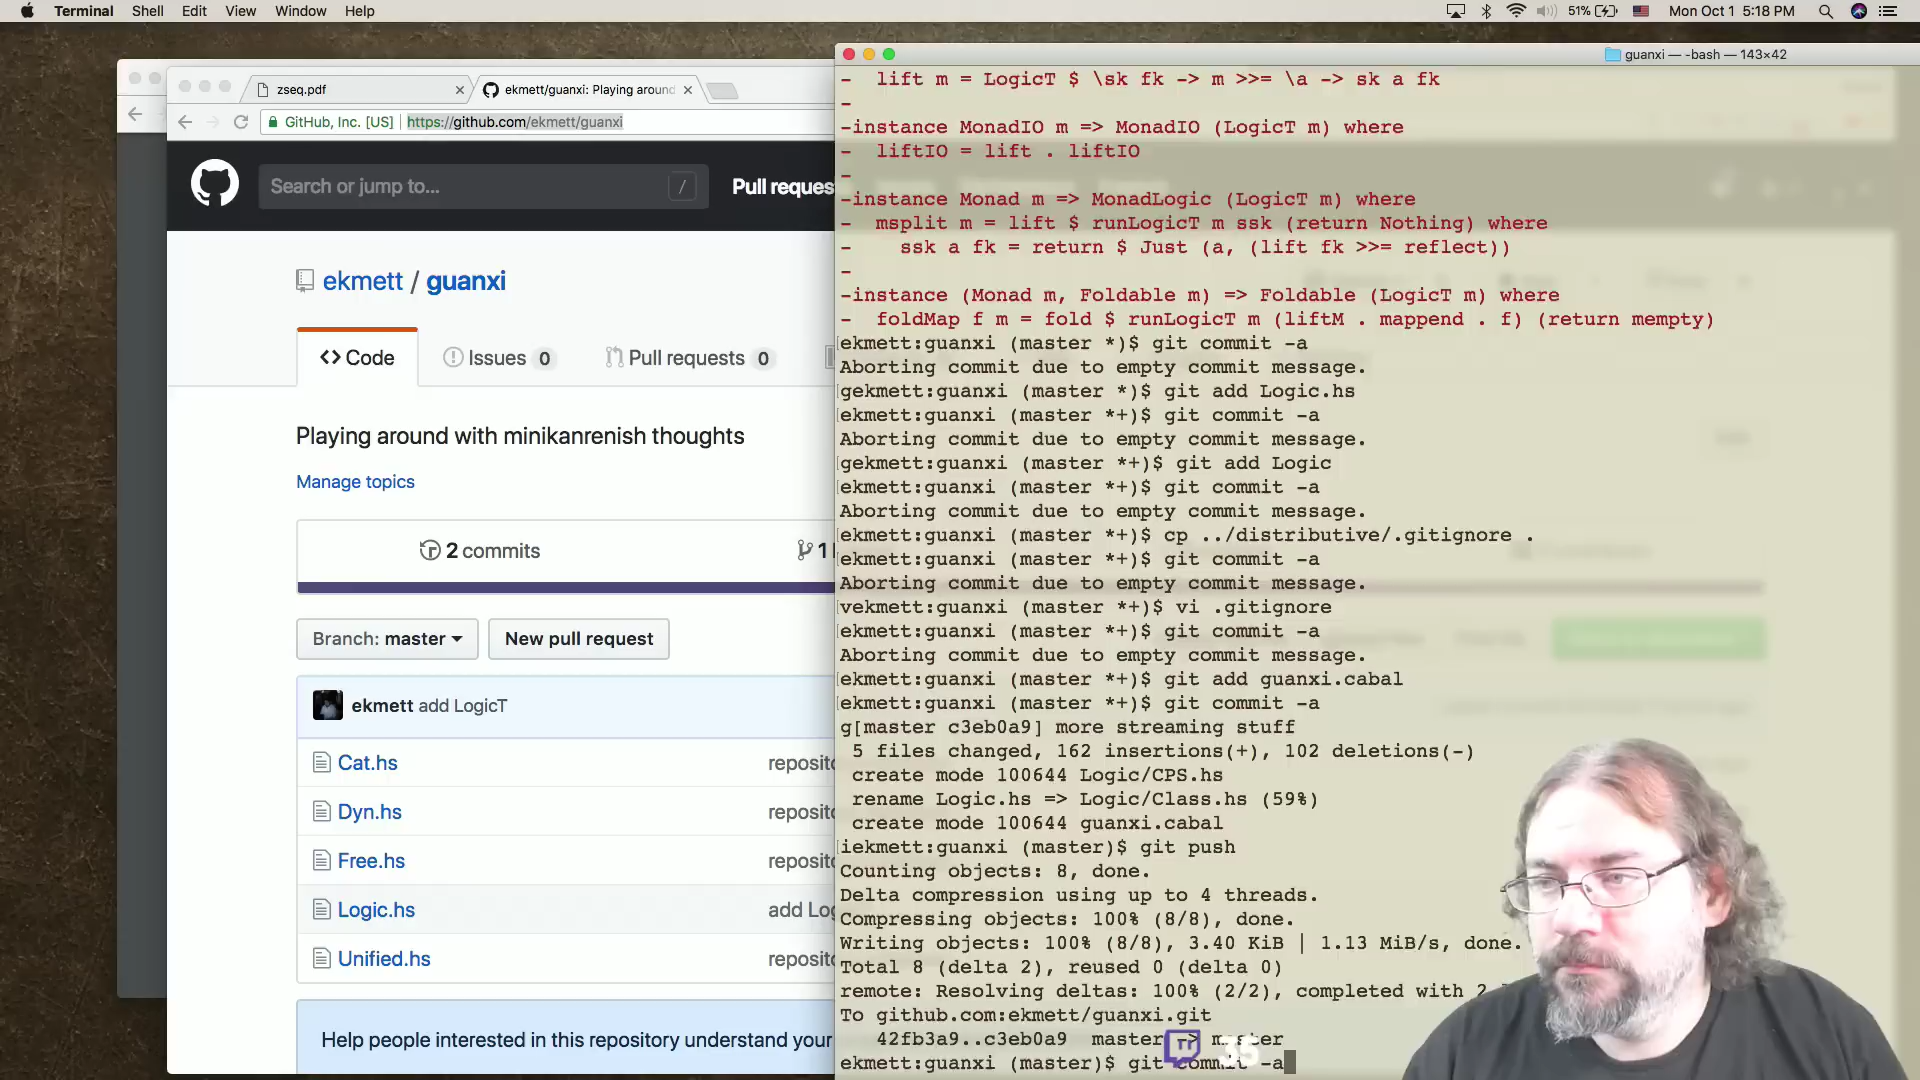 Terminal Shell Edit View Window Help 51% Mon Oct 1 5:18 PM
zseq.pdf ekmett/guanxi: Playing around
GitHub, Inc. [US] https://github.com/ekmett/guanxi
Search or jump to... / Pull reques
ekmett / guanxi
Code Issues 0 Pull requests 0
Playing around with minikanrenish thoughts
Manage topics
2 commits 1
Branch: master New pull request
ekmett add LogicT
Cat.hs reposito
Dyn.hs reposito
Free.hs reposito
Logic.hs add Log
Unified.hs reposito
Help people interested in this repository understand your
guanxi — -bash — 143×42
-  lift m = LogicT $ \sk fk -> m >>= \a -> sk a fk
-
-instance MonadIO m => MonadIO (LogicT m) where
-  liftIO = lift . liftIO
-
-instance Monad m => MonadLogic (LogicT m) where
-  msplit m = lift $ runLogicT m ssk (return Nothing) where
-    ssk a fk = return $ Just (a, (lift fk >>= reflect))
-
-instance (Monad m, Foldable m) => Foldable (LogicT m) where
-  foldMap f m = fold $ runLogicT m (liftM . mappend . f) (return mempty)
ekmett:guanxi (master *)$ git commit -a
Aborting commit due to empty commit message.
gekmett:guanxi (master *)$ git add Logic.hs
ekmett:guanxi (master *+)$ git commit -a
Aborting commit due to empty commit message.
gekmett:guanxi (master *+)$ git add Logic
ekmett:guanxi (master *+)$ git commit -a
Aborting commit due to empty commit message.
ekmett:guanxi (master *+)$ cp ../distributive/.gitignore .
ekmett:guanxi (master *+)$ git commit -a
Aborting commit due to empty commit message.
vekmett:guanxi (master *+)$ vi .gitignore
ekmett:guanxi (master *+)$ git commit -a
Aborting commit due to empty commit message.
ekmett:guanxi (master *+)$ git add guanxi.cabal
ekmett:guanxi (master *+)$ git commit -a
g[master c3eb0a9] more streaming stuff
 5 files changed, 162 insertions(+), 102 deletions(-)
 create mode 100644 Logic/CPS.hs
 rename Logic.hs => Logic/Class.hs (59%)
 create mode 100644 guanxi.cabal
iekmett:guanxi (master)$ git push
Counting objects: 8, done.
Delta compression using up to 4 threads.
Compressing objects: 100% (8/8), done.
Writing objects: 100% (8/8), 3.40 KiB | 1.13 MiB/s, done.
Total 8 (delta 2), reused 0 (delta 0)
remote: Resolving deltas: 100% (2/2), completed with 2
To github.com:ekmett/guanxi.git
   42fb3a9..c3eb0a9  master -> master
ekmett:guanxi (master)$ git commit -a
35